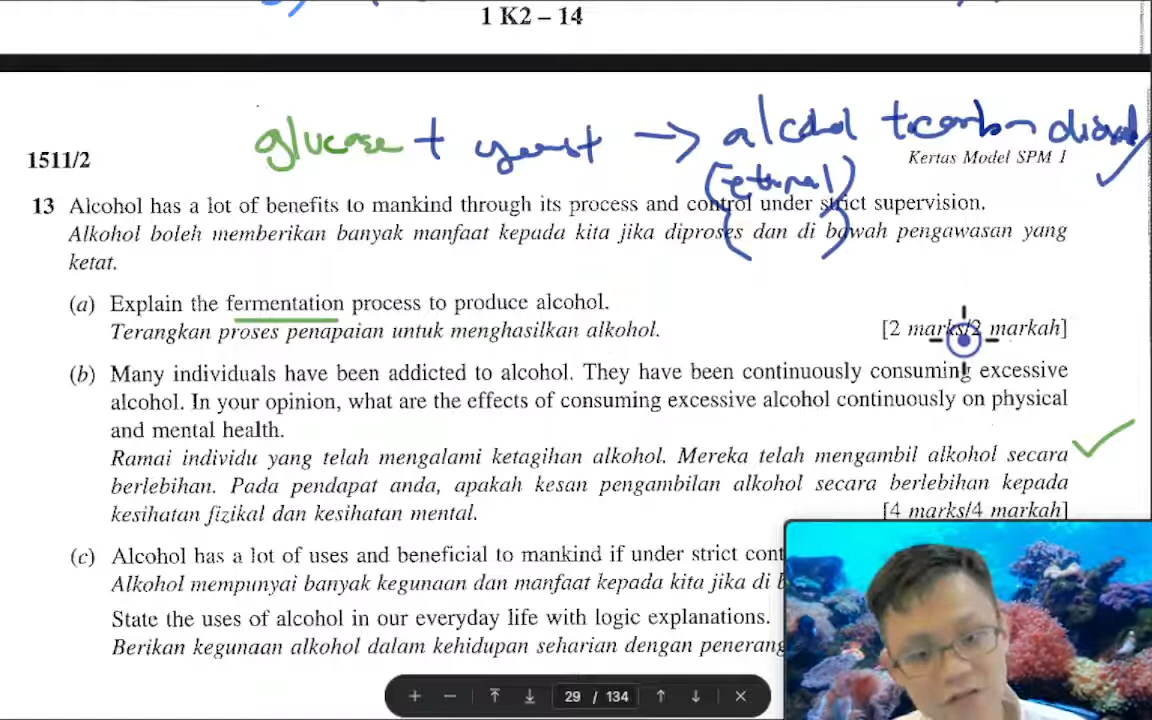 1 K2 – 14
glucose + yeast → alcohol + carbon dioxide
(ethanol)
1511/2
Kertas Model SPM 1
13 Alcohol has a lot of benefits to mankind through its process and control under strict supervision.
Alkohol boleh memberikan banyak manfaat kepada kita jika diproses dan di bawah pengawasan yang
ketat.
(a) Explain the fermentation process to produce alcohol.
Terangkan proses penapaian untuk menghasilkan alkohol.
[2 marks/2 markah]
(b) Many individuals have been addicted to alcohol. They have been continuously consuming excessive
alcohol. In your opinion, what are the effects of consuming excessive alcohol continuously on physical
and mental health.
Ramai individu yang telah mengalami ketagihan alkohol. Mereka telah mengambil alkohol secara
berlebihan. Pada pendapat anda, apakah kesan pengambilan alkohol secara berlebihan kepada
kesihatan fizikal dan kesihatan mental.
[4 marks/4 markah]
(c) Alcohol has a lot of uses and beneficial to mankind if under strict cont
Alkohol mempunyai banyak kegunaan dan manfaat kepada kita jika di b
State the uses of alcohol in our everyday life with logic explanations.
Berikan kegunaan alkohol dalam kehidupan seharian dengan penerang
29 / 134